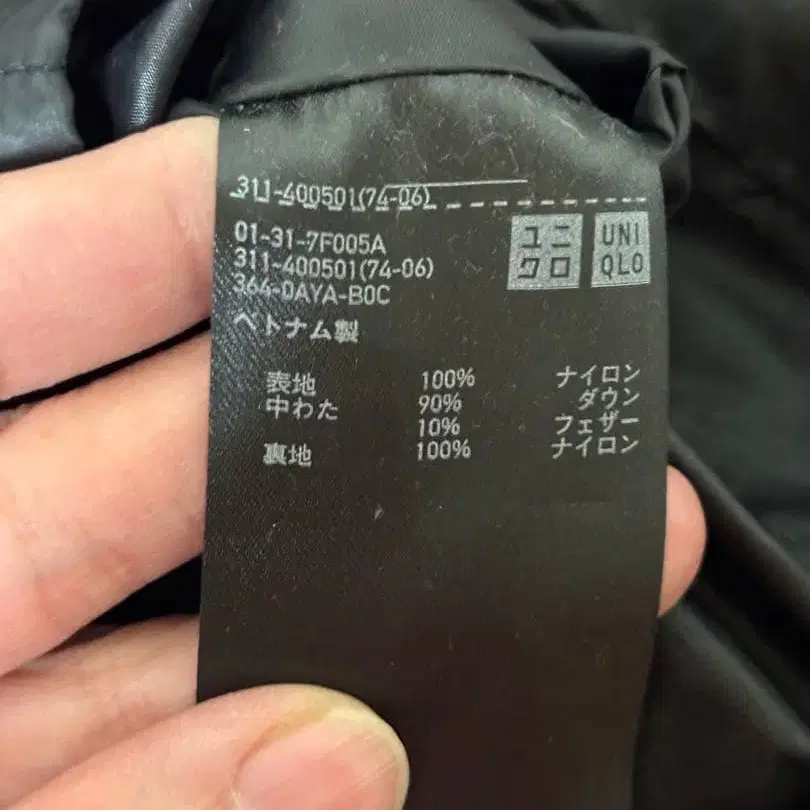 311-400501(74-06)
ユニ
クロ
UNI
QLO
01-31-7F005A
311-400501(74-06)
364-0AYA-B0C
ベトナム製
表地 100% ナイロン
中わた 90% ダウン
10% フェザー
裏地 100% ナイロン